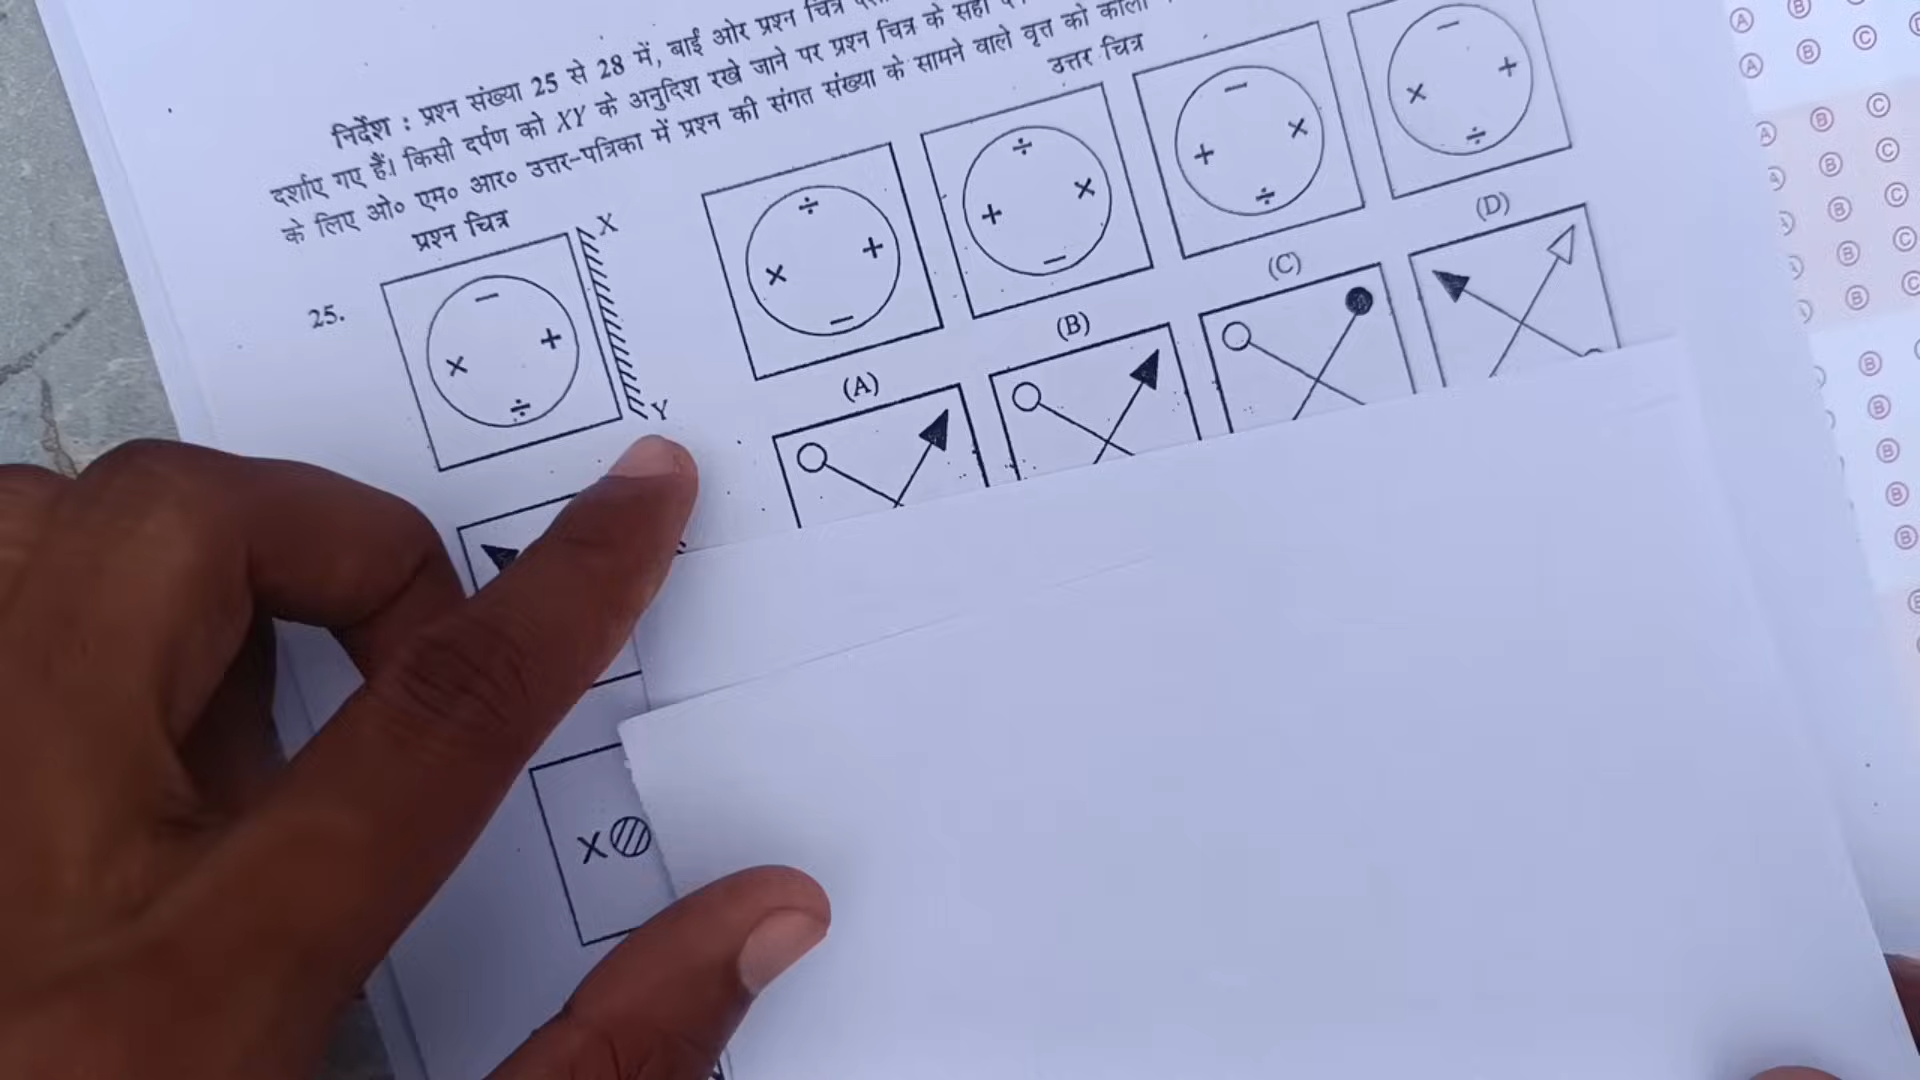 निर्देश : प्रश्न संख्या 25 से 28 में, बाईं ओर प्रश्न चित्र
दर्शाए गए हैं। किसी दर्पण को XY के अनुदिश रखे जाने पर प्रश्न चित्र के सही
के लिए ओ० एम० आर० उत्तर-पत्रिका में प्रश्न की संगत संख्या के सामने वाले वृत्त को काला
प्रश्न चित्र
उत्तर चित्र
25.
− + × ÷
X
Y
÷ + × −
÷ × + −
− × + ÷
− + × ÷
(A)
(B)
(C)
(D)
X
A B C
A B C
A B C
B C
B C
B C
B C
B C
B
B
B
B
B